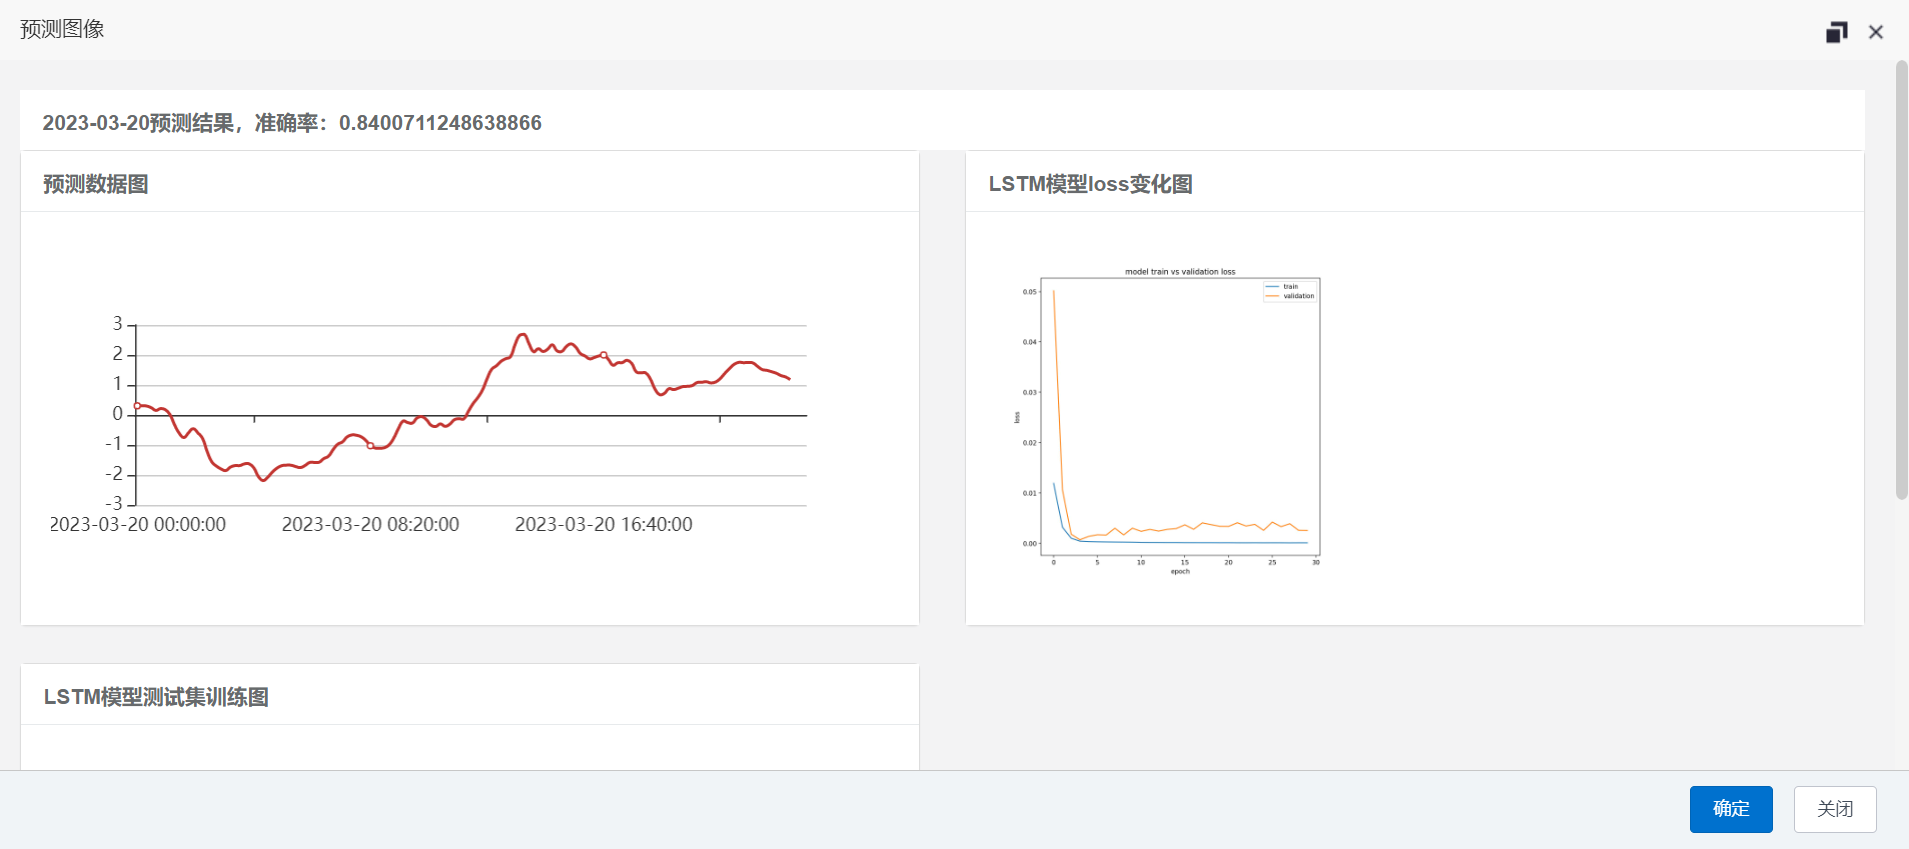 预测图像
2023-03-20预测结果，准确率：0.8400711248638866
预测数据图
3
2
1
0
-1
-2
-3
2023-03-20 00:00:00
2023-03-20 08:20:00
2023-03-20 16:40:00
LSTM模型loss变化图
model train vs validation loss
train
validation
0.05
0.04
0.03
0.02
0.01
0.00
loss
0
5
10
15
20
25
30
epoch
LSTM模型测试集训练图
确定
关闭